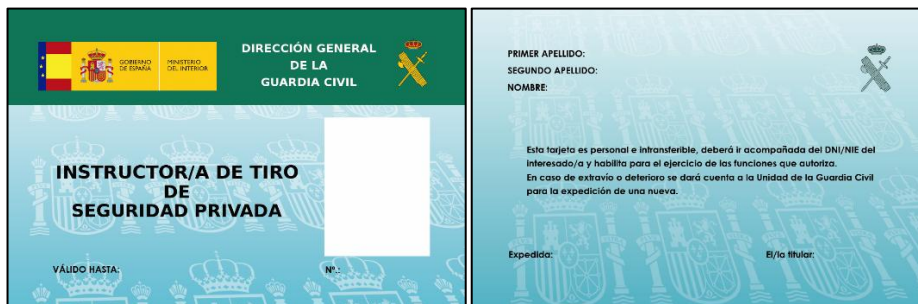 GOBIERNO
DE ESPAÑA
MINISTERIO
DEL INTERIOR
DIRECCIÓN GENERAL
DE LA
GUARDIA CIVIL
INSTRUCTOR/A DE TIRO
DE
SEGURIDAD PRIVADA
VÁLIDO HASTA:
Nº.:
PRIMER APELLIDO:
SEGUNDO APELLIDO:
NOMBRE:
Esta tarjeta es personal e intransferible, deberá ir acompañada del DNI/NIE del
interesado/a y habilita para el ejercicio de las funciones que autoriza.
En caso de extravío o deterioro se dará cuenta a la Unidad de la Guardia Civil
para la expedición de una nueva.
Expedida:
El/la titular: